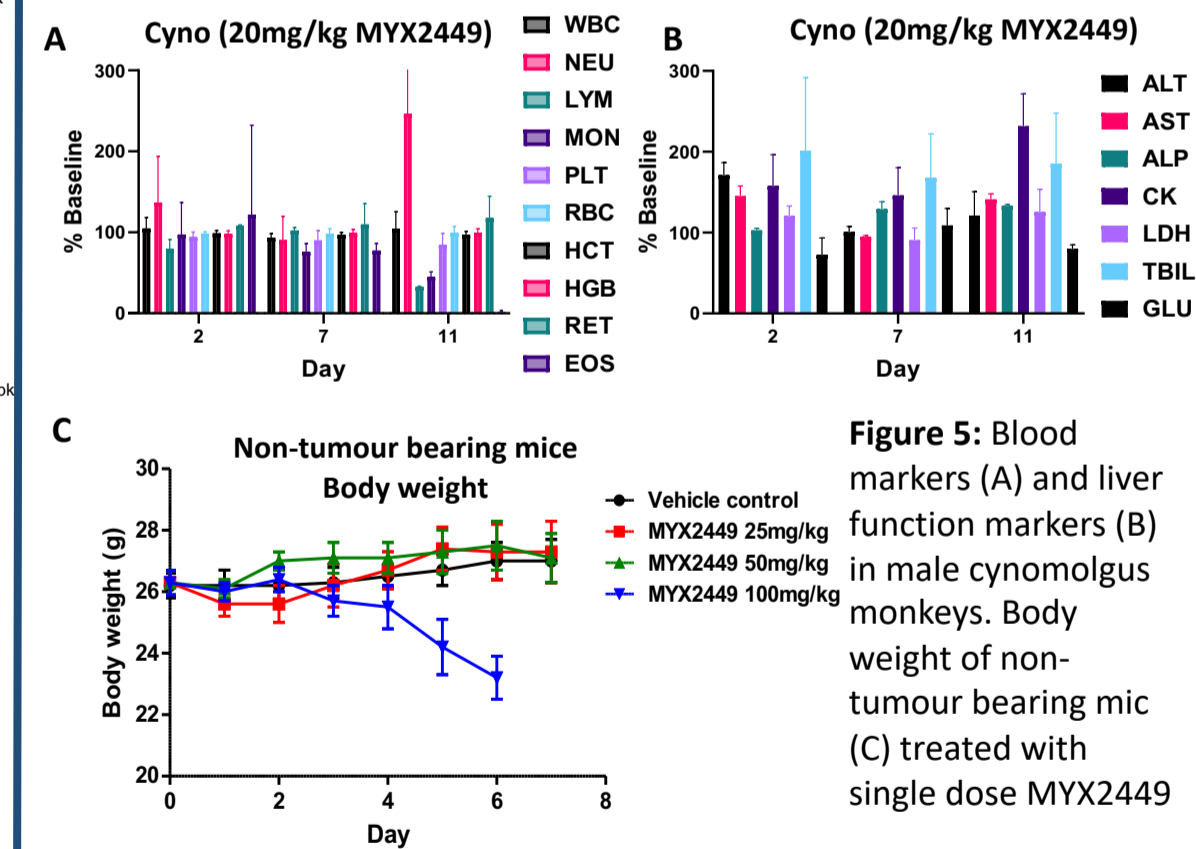 A
Cyno (20mg/kg MYX2449)
% Baseline
300
200
100
0
2
7
11
Day
WBC
NEU
LYM
MON
PLT
RBC
HCT
HGB
RET
EOS
B
Cyno (20mg/kg MYX2449)
% Baseline
300
200
100
0
2
7
11
Day
ALT
AST
ALP
CK
LDH
TBIL
GLU
C
Non-tumour bearing mice
Body weight
Body weight (g)
30
28
26
24
22
20
0
2
4
6
8
Day
Vehicle control
MYX2449 25mg/kg
MYX2449 50mg/kg
MYX2449 100mg/kg
Figure 5: Blood
markers (A) and liver
function markers (B)
in male cynomolgus
monkeys. Body
weight of non-
tumour bearing mic
(C) treated with
single dose MYX2449